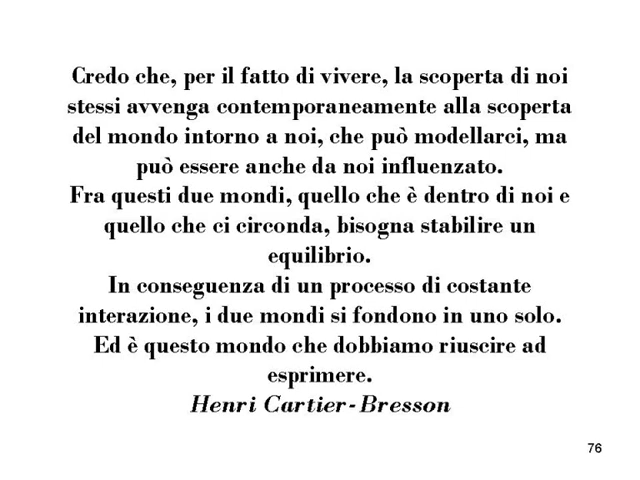 Credo che, per il fatto di vivere, la scoperta di noi
stessi avvenga contemporaneamente alla scoperta
del mondo intorno a noi, che può modellarci, ma
può essere anche da noi influenzato.
Fra questi due mondi, quello che è dentro di noi e
quello che ci circonda, bisogna stabilire un
equilibrio.
In conseguenza di un processo di costante
interazione, i due mondi si fondono in uno solo.
Ed è questo mondo che dobbiamo riuscire ad
esprimere.
Henri Cartier-Bresson
76